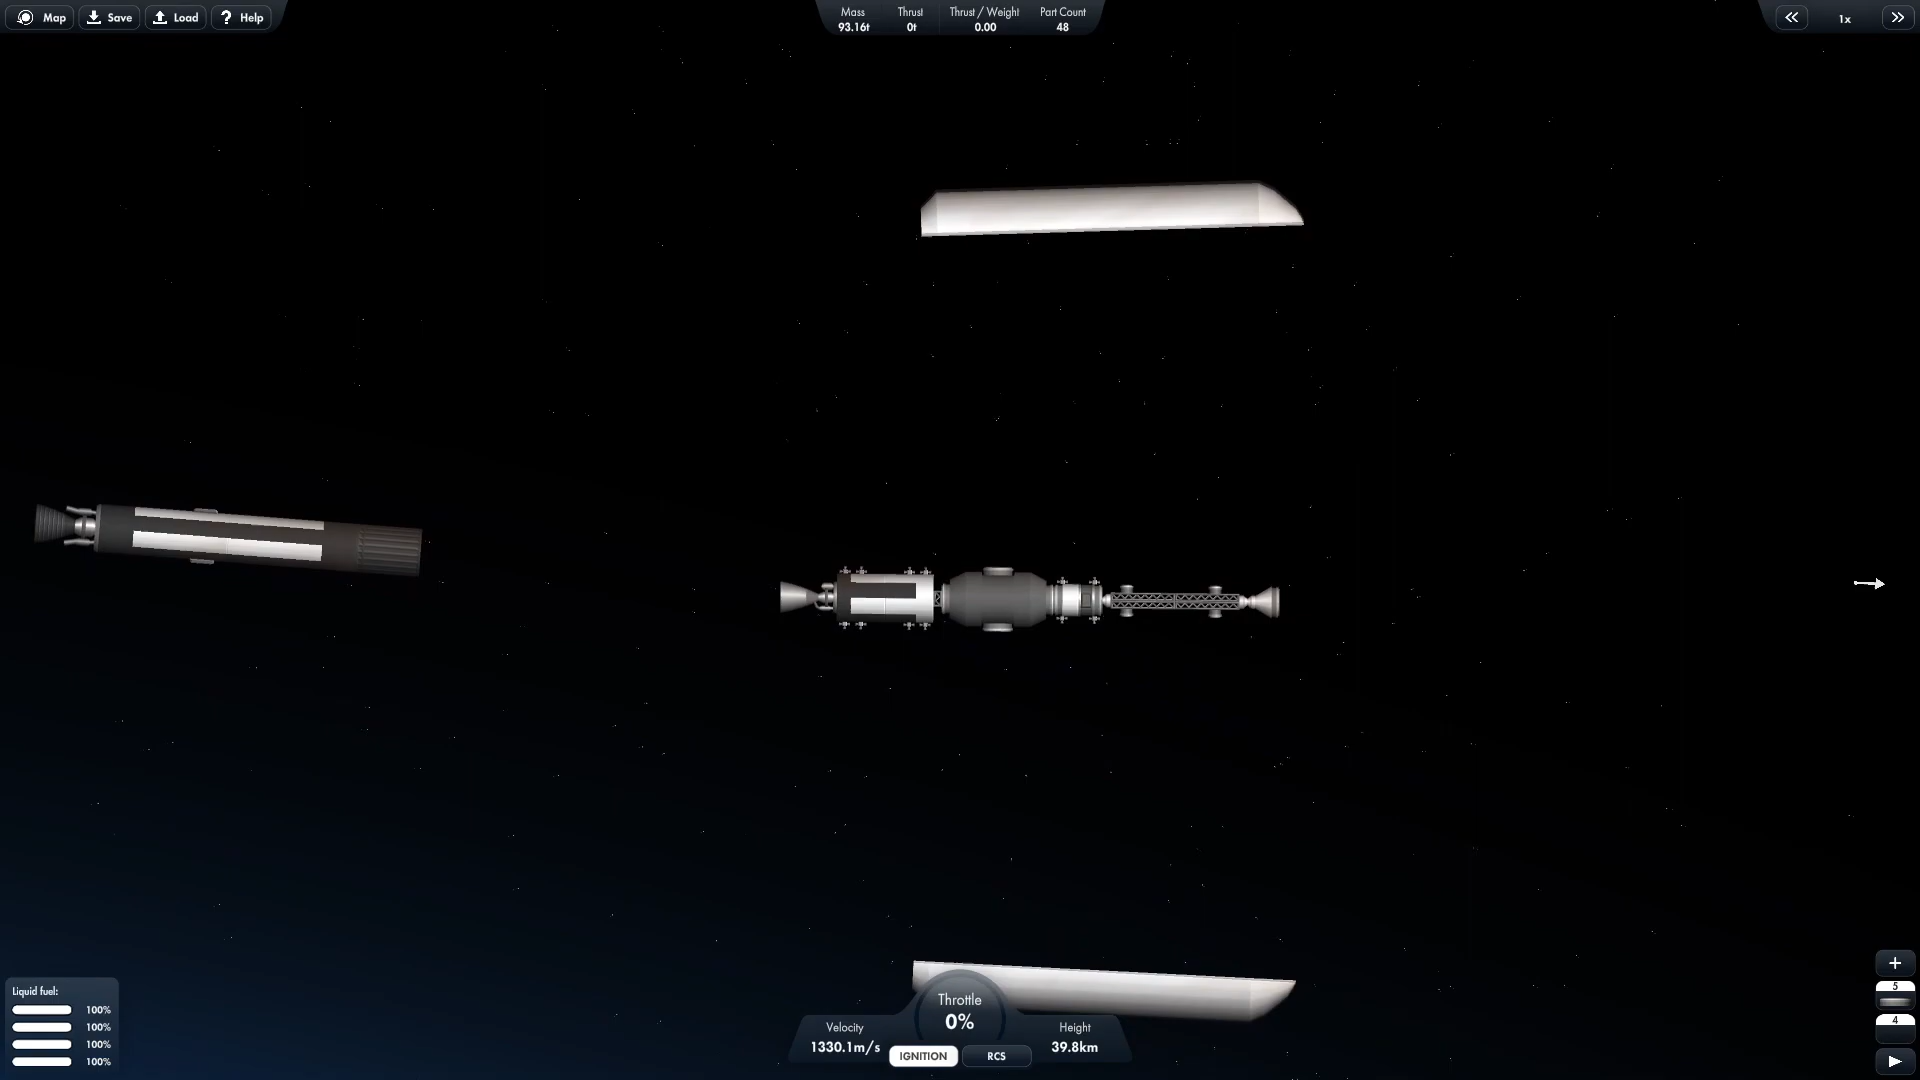 Map Save Load ? Help
Mass Thrust Thrust / Weight Part Count
93.16t 0t 0.00 48
1x
Liquid fuel:
100%
100%
100%
100%
Throttle
0%
Velocity Height
1330.1m/s 39.8km
IGNITION RCS
+
5
4